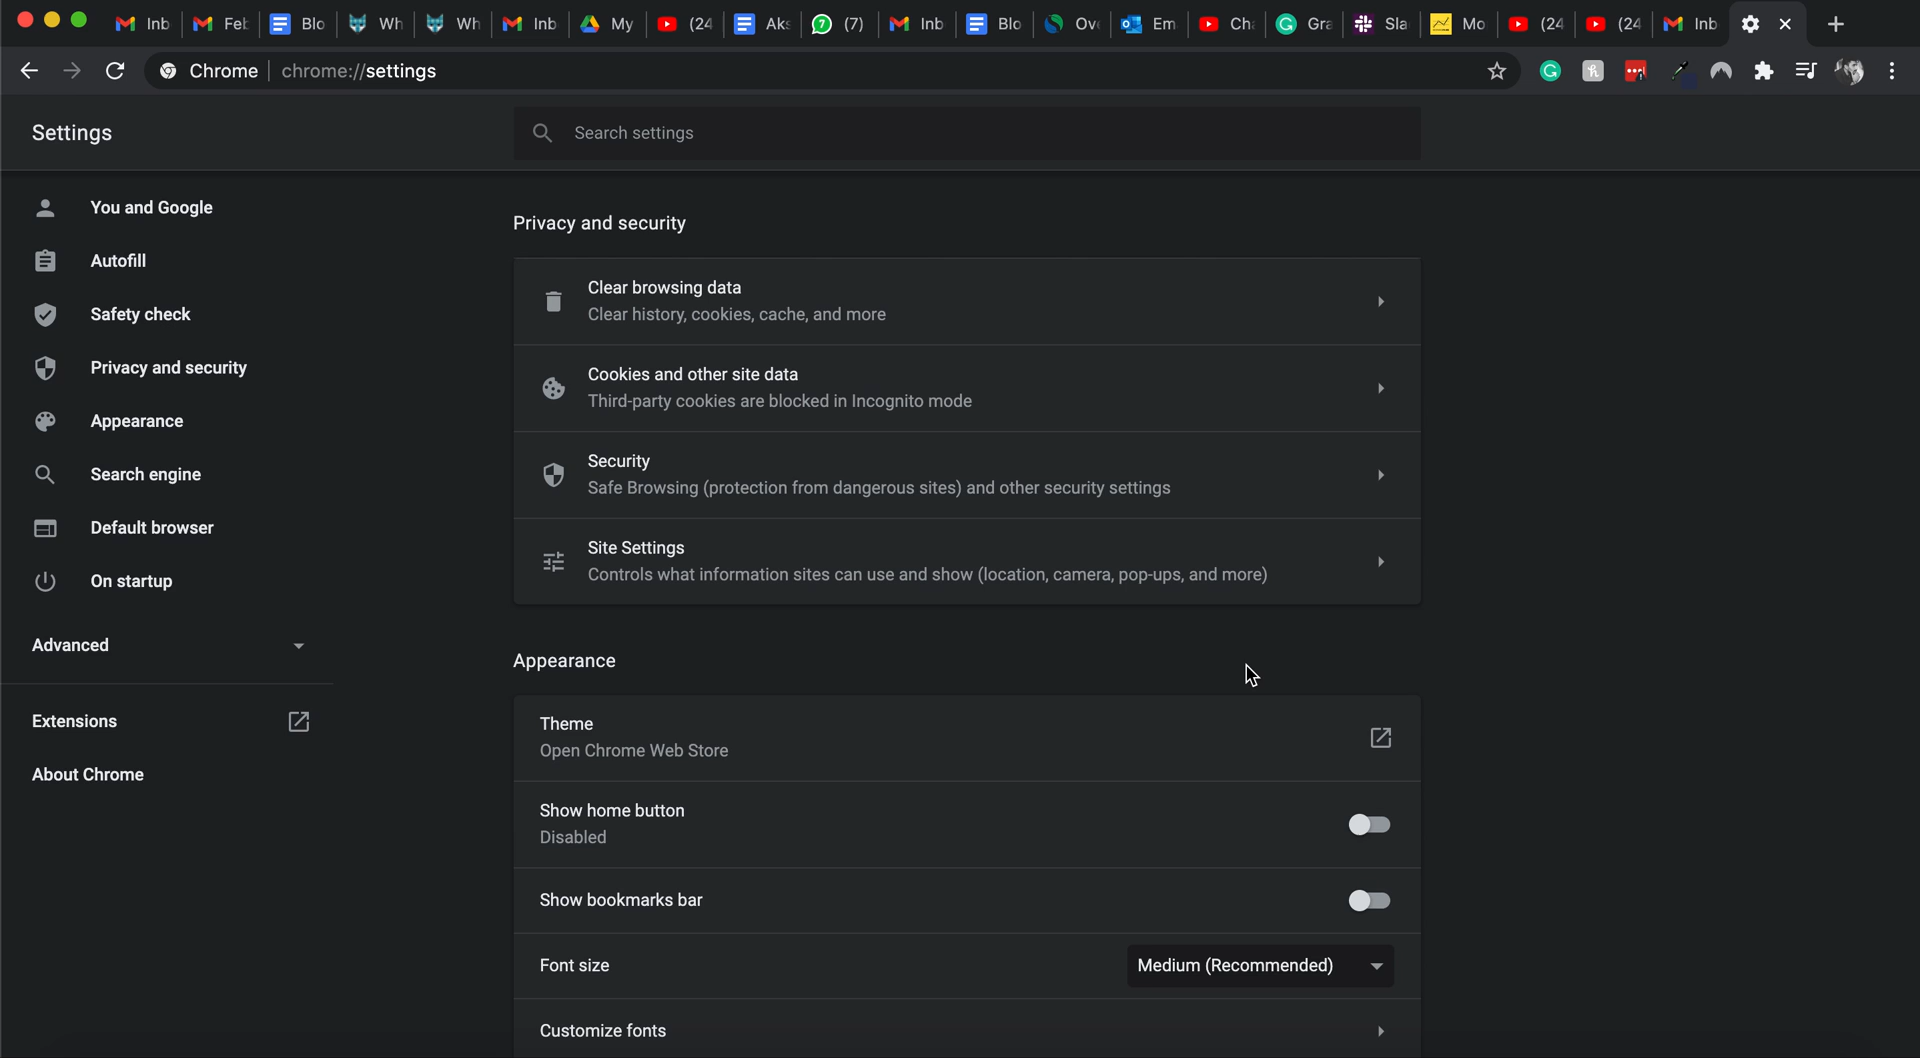 Inb Feb Blo Wh Wh Inb My (24 Aks 7 (7) Inb Blo Ove Em Cha Gra Sla Mo (24 (24 Inb
Chrome chrome://settings
Settings
Search settings
You and Google
Autofill
Safety check
Privacy and security
Appearance
Search engine
Default browser
On startup
Advanced
Extensions
About Chrome
Privacy and security
Clear browsing data
Clear history, cookies, cache, and more
Cookies and other site data
Third-party cookies are blocked in Incognito mode
Security
Safe Browsing (protection from dangerous sites) and other security settings
Site Settings
Controls what information sites can use and show (location, camera, pop-ups, and more)
Appearance
Theme
Open Chrome Web Store
Show home button
Disabled
Show bookmarks bar
Font size
Medium (Recommended)
Customize fonts